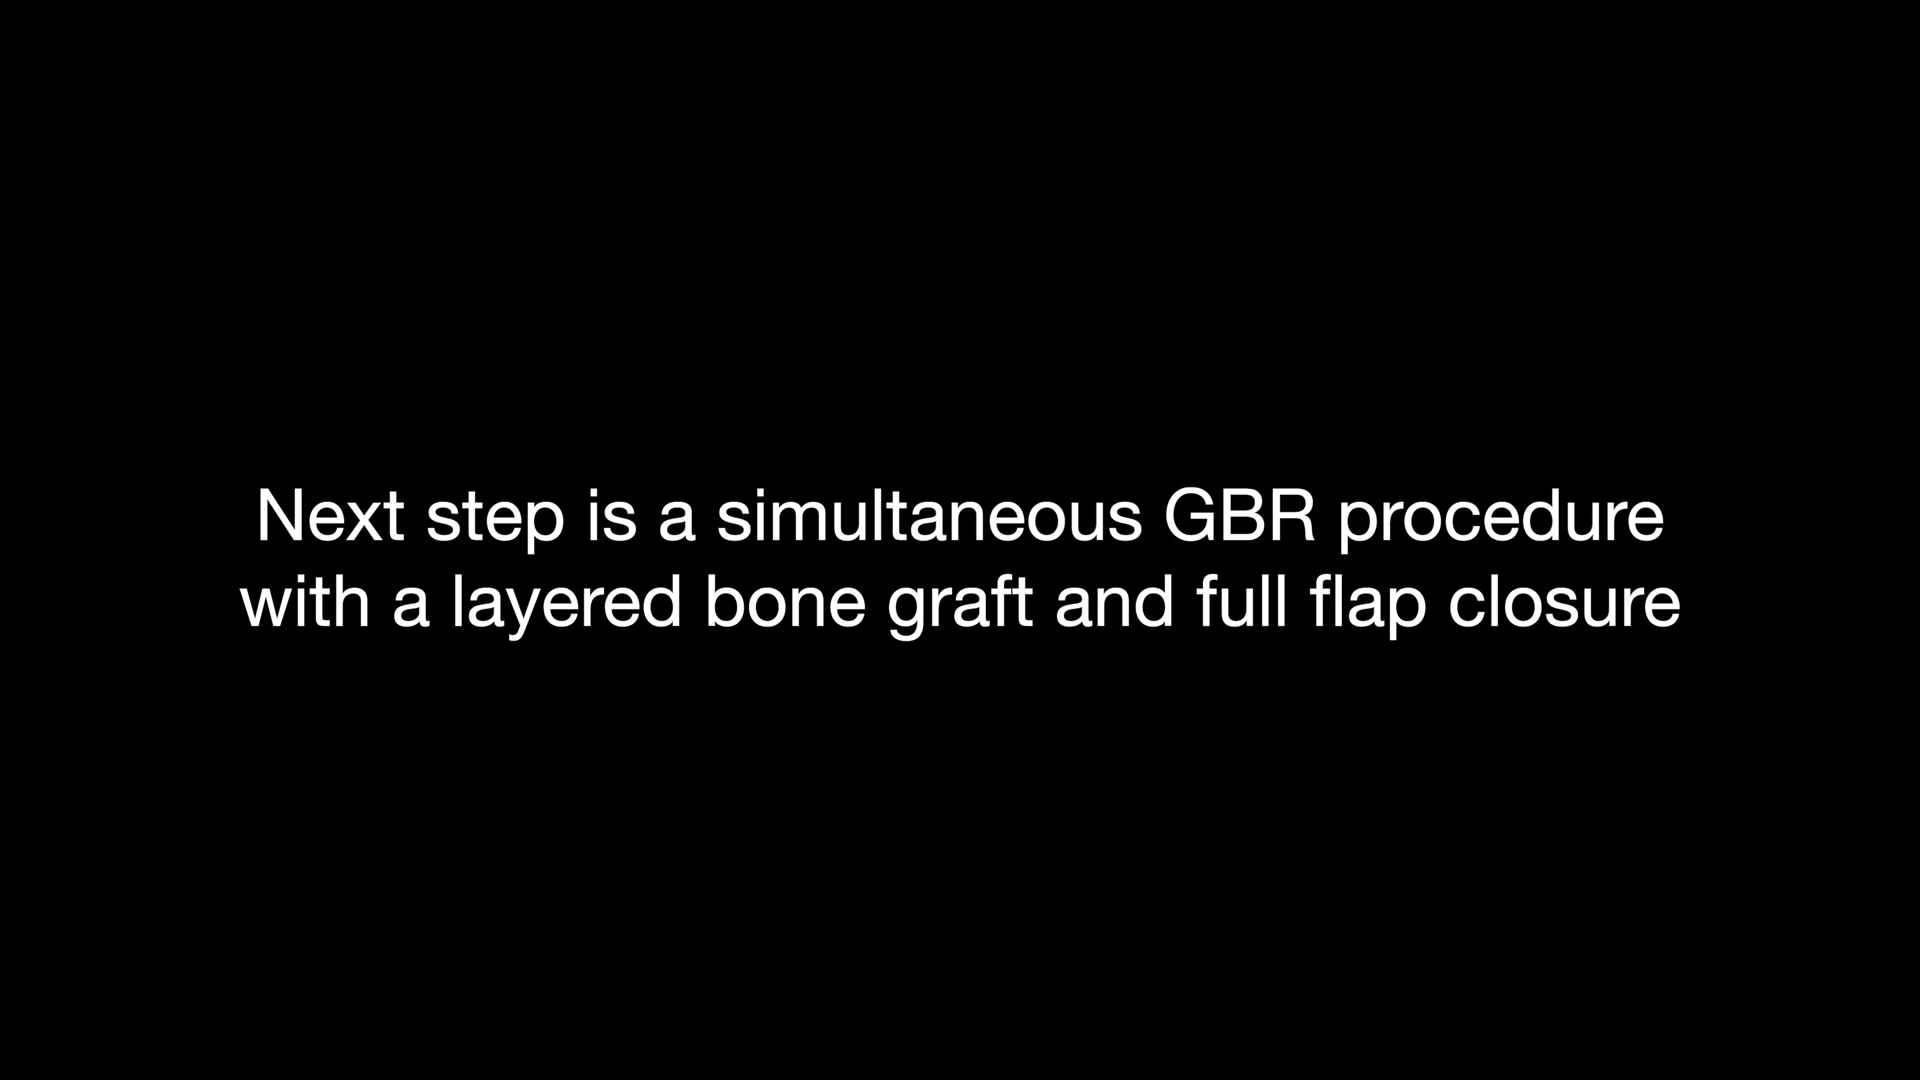 Next step is a simultaneous GBR procedure
with a layered bone graft and full flap closure